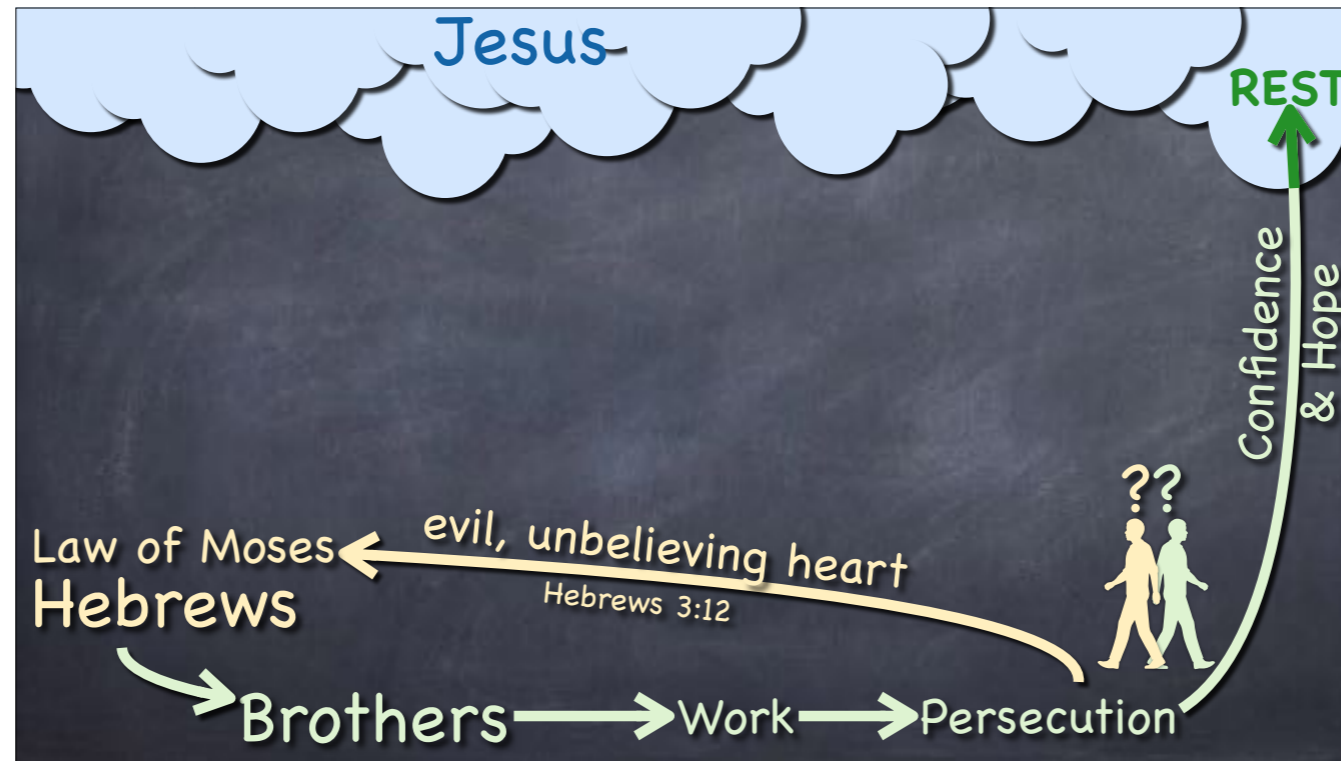 Jesus
REST
Confidence
& Hope
??
evil, unbelieving heart
Law of Moses
Hebrews 3:12
Hebrews
Brothers
Work
Persecution